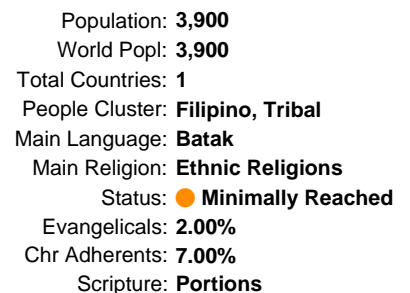 Population: 3,900
World Popl: 3,900
Total Countries: 1
People Cluster: Filipino, Tribal
Main Language: Batak
Main Religion: Ethnic Religions
Status: Minimally Reached
Evangelicals: 2.00%
Chr Adherents: 7.00%
Scripture: Portions